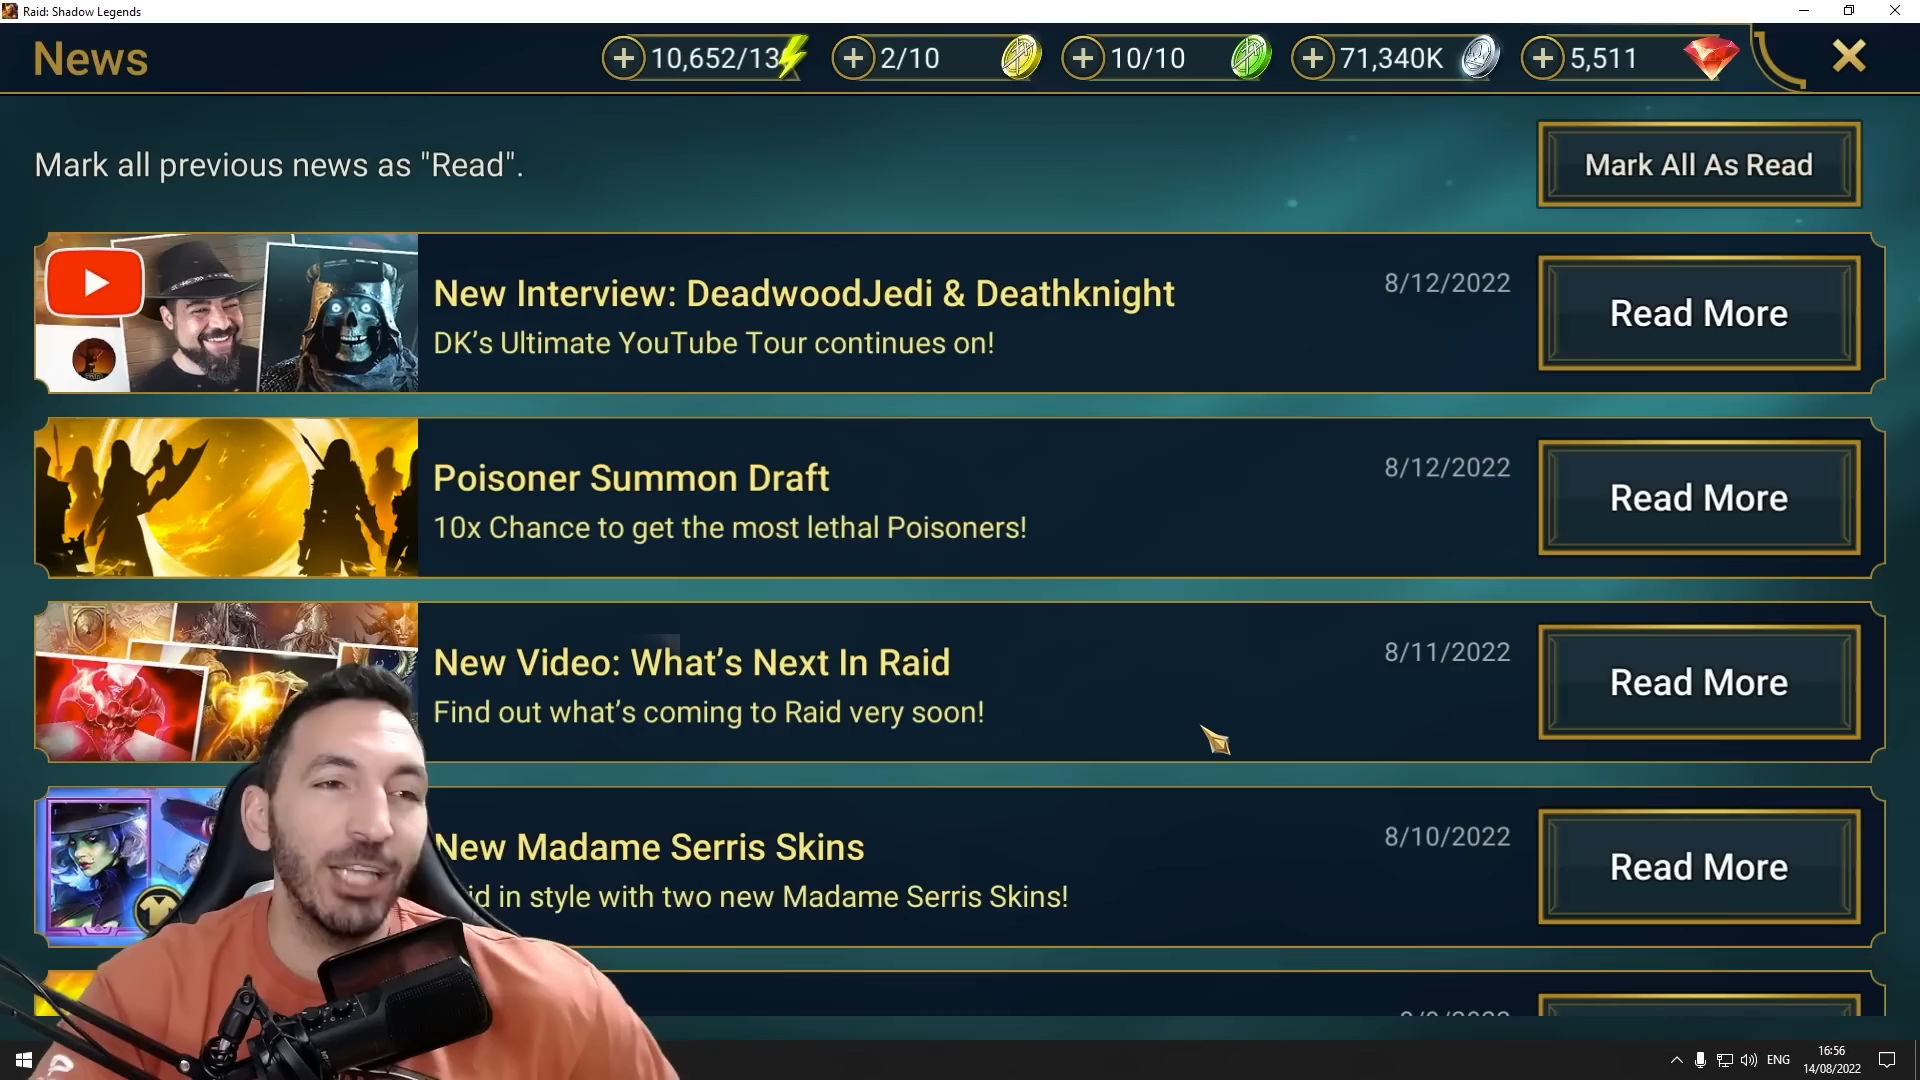 Raid: Shadow Legends
News
10,652/13
2/10
10/10
71,340K
5,511
Mark all previous news as "Read".
Mark All As Read
New Interview: DeadwoodJedi & Deathknight
DK’s Ultimate YouTube Tour continues on!
8/12/2022
Read More
Poisoner Summon Draft
10x Chance to get the most lethal Poisoners!
8/12/2022
Read More
New Video: What’s Next In Raid
Find out what’s coming to Raid very soon!
8/11/2022
Read More
New Madame Serris Skins
in style with two new Madame Serris Skins!
8/10/2022
Read More
ENG
16:56
14/08/2022